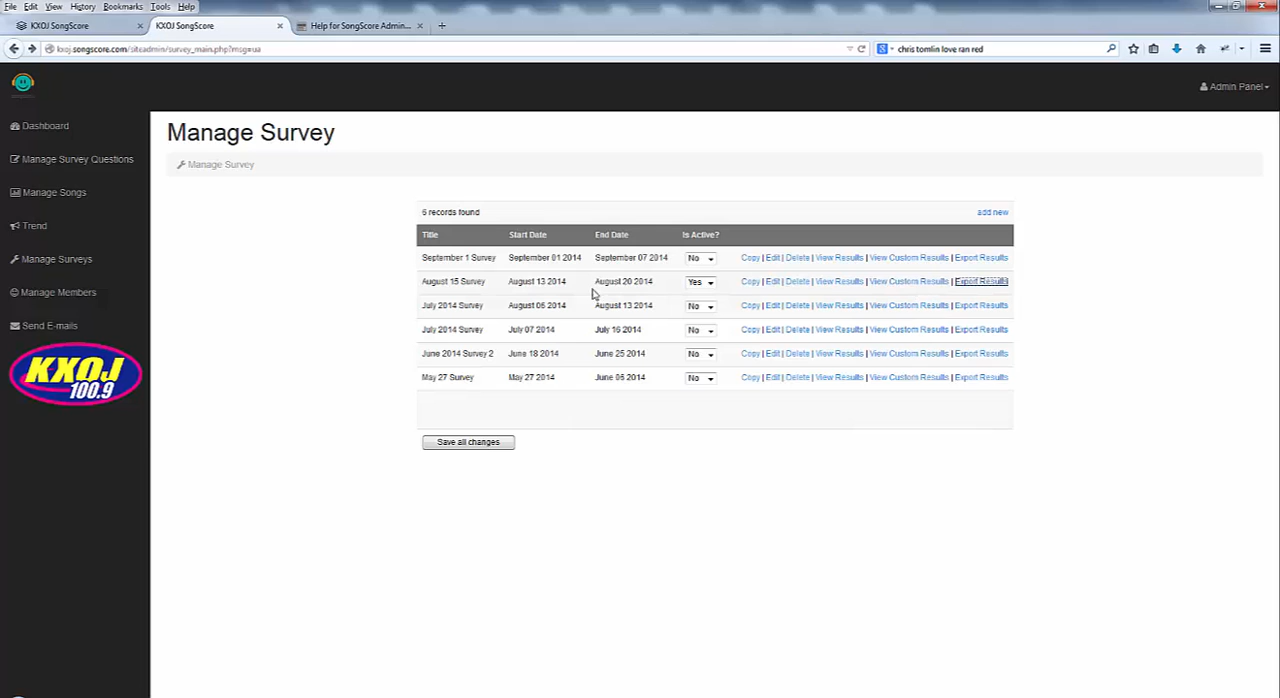 File Edit View History Bookmarks Tools Help
KXOJ SongScore × KXOJ SongScore × Help for SongScore Admin... × +
kxoj.songscore.com/siteadmin/survey_main.php?msg=ua chris tomlin love ran red
Admin Panel
Dashboard
Manage Survey Questions
Manage Songs
Trend
Manage Surveys
Manage Members
Send E-mails
KXOJ
100.9
Manage Survey
Manage Survey
6 records found add new
Title Start Date End Date Is Active?
September 1 Survey September 01 2014 September 07 2014 No Copy | Edit | Delete | View Results | View Custom Results | Export Results
August 15 Survey August 13 2014 August 20 2014 Yes Copy | Edit | Delete | View Results | View Custom Results | Export Results
July 2014 Survey August 06 2014 August 13 2014 No Copy | Edit | Delete | View Results | View Custom Results | Export Results
July 2014 Survey July 07 2014 July 16 2014 No Copy | Edit | Delete | View Results | View Custom Results | Export Results
June 2014 Survey 2 June 18 2014 June 25 2014 No Copy | Edit | Delete | View Results | View Custom Results | Export Results
May 27 Survey May 27 2014 June 06 2014 No Copy | Edit | Delete | View Results | View Custom Results | Export Results
Save all changes